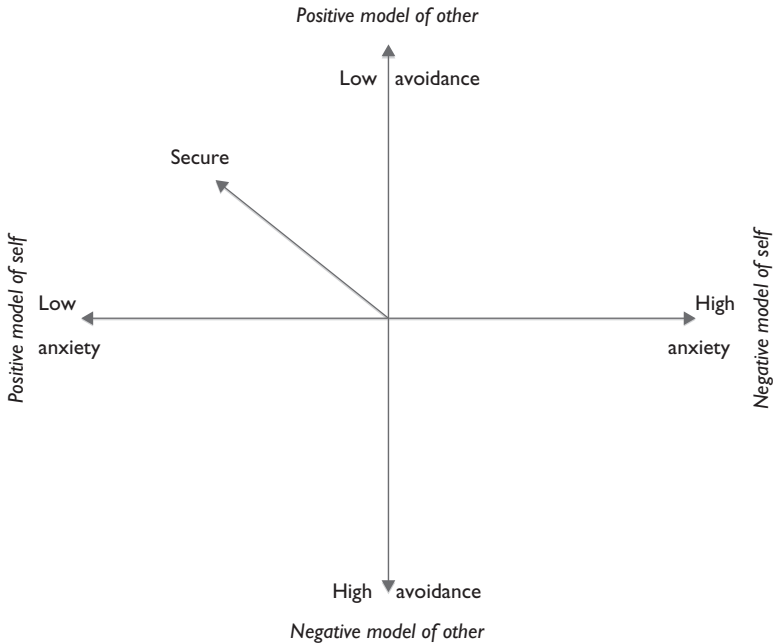 Positive model of other
Low avoidance
Secure
Positive model of self
Low
anxiety
High
anxiety
Negative model of self
High avoidance
Negative model of other